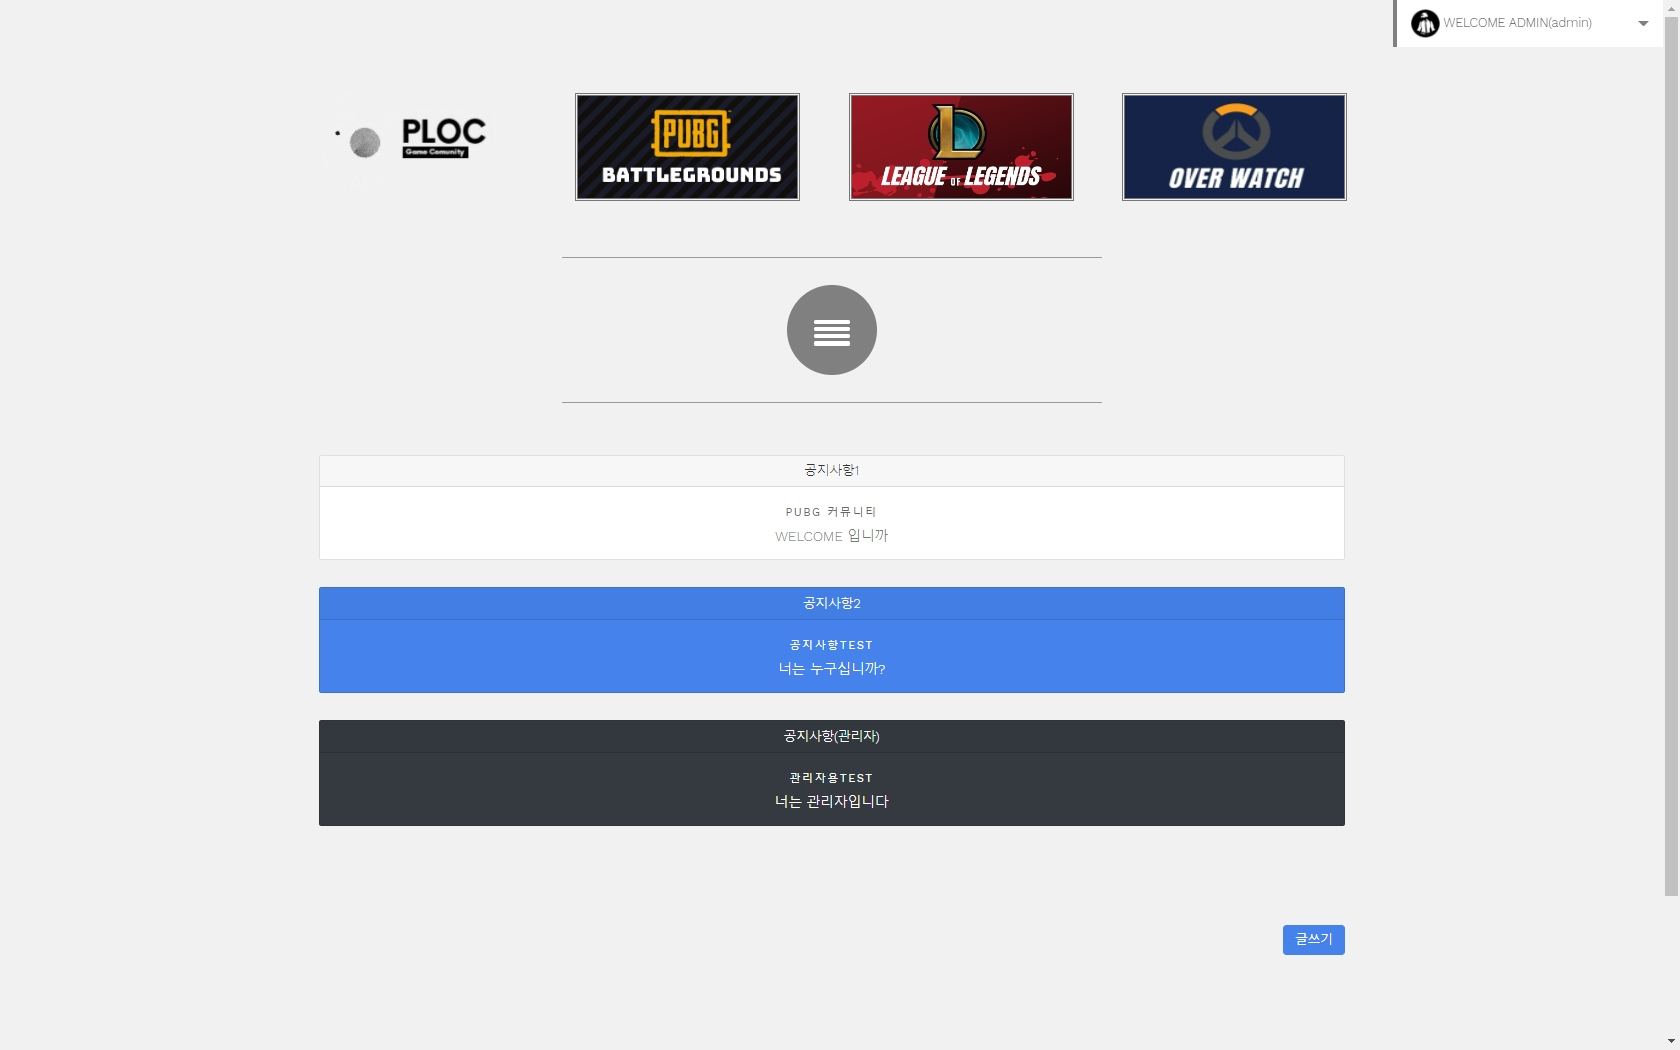 WELCOME ADMIN(admin)
PLOC
Game Comunity
PUBG
BATTLEGROUNDS
LEAGUE OF LEGENDS
OVER WATCH
공지사항1
PUBG 커뮤니티
WELCOME 입니까
공지사항2
공지사항TEST
너는 누구십니까?
공지사항(관리자)
관리자용TEST
너는 관리자입니다
글쓰기